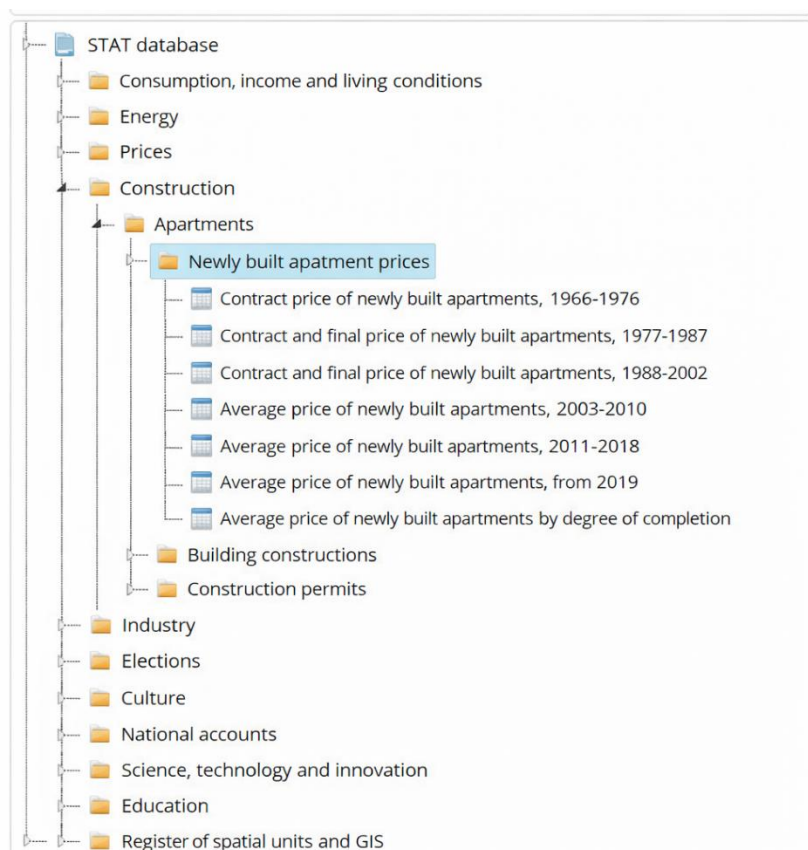 STAT database
Consumption, income and living conditions
Energy
Prices
Construction
Apartments
Newly built apatment prices
Contract price of newly built apartments, 1966-1976
Contract and final price of newly built apartments, 1977-1987
Contract and final price of newly built apartments, 1988-2002
Average price of newly built apartments, 2003-2010
Average price of newly built apartments, 2011-2018
Average price of newly built apartments, from 2019
Average price of newly built apartments by degree of completion
Building constructions
Construction permits
Industry
Elections
Culture
National accounts
Science, technology and innovation
Education
Register of spatial units and GIS